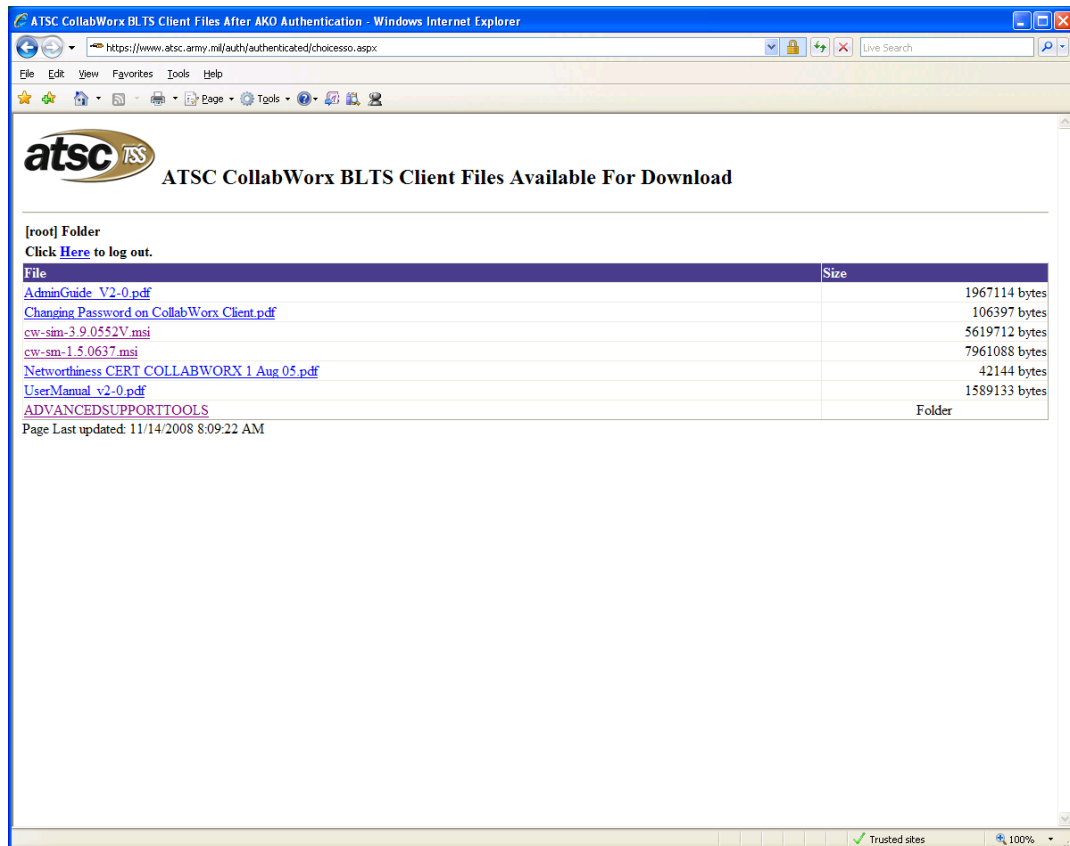 ATSC CollabWorx BLTS Client Files After AKO Authentication - Windows Internet Explorer
https://www.atsc.army.mil/auth/authenticated/choicesso.aspx
Live Search
File Edit View Favorites Tools Help
Page Tools
atsc TSS
ATSC CollabWorx BLTS Client Files Available For Download
[root] Folder
Click Here to log out.
File Size
AdminGuide_V2-0.pdf 1967114 bytes
Changing Password on CollabWorx Client.pdf 106397 bytes
cw-sim-3.9.0552V.msi 5619712 bytes
cw-sm-1.5.0637.msi 7961088 bytes
Networthiness CERT COLLABWORX 1 Aug 05.pdf 42144 bytes
UserManual_v2-0.pdf 1589133 bytes
ADVANCEDSUPPORTTOOLS Folder
Page Last updated: 11/14/2008 8:09:22 AM
Trusted sites 100%